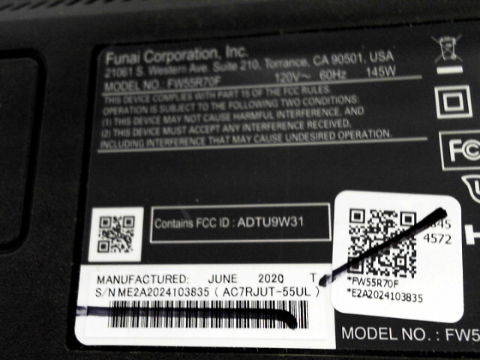 Funai Corporation, Inc.
21061 S. Western Ave. Suite 210, Torrance, CA 90501, USA
MODEL NO.: FW55R70F 120V~ 60Hz 145W
THIS DEVICE COMPLIES WITH PART 15 OF THE FCC RULES.
OPERATION IS SUBJECT TO THE FOLLOWING TWO CONDITIONS:
(1) THIS DEVICE MAY NOT CAUSE HARMFUL INTERFERENCE, AND
(2) THIS DEVICE MUST ACCEPT ANY INTERFERENCE RECEIVED,
INCLUDING INTERFERENCE THAT MAY CAUSE UNDESIRED OPERATION.
FC
Contains FCC ID : ADTU9W31
4572
*FW55R70F
*E2A2024103835
MANUFACTURED: JUNE 2020 T
S/N ME2A2024103835 ( AC7RJUT-55UL )
MODEL NO.: FW5